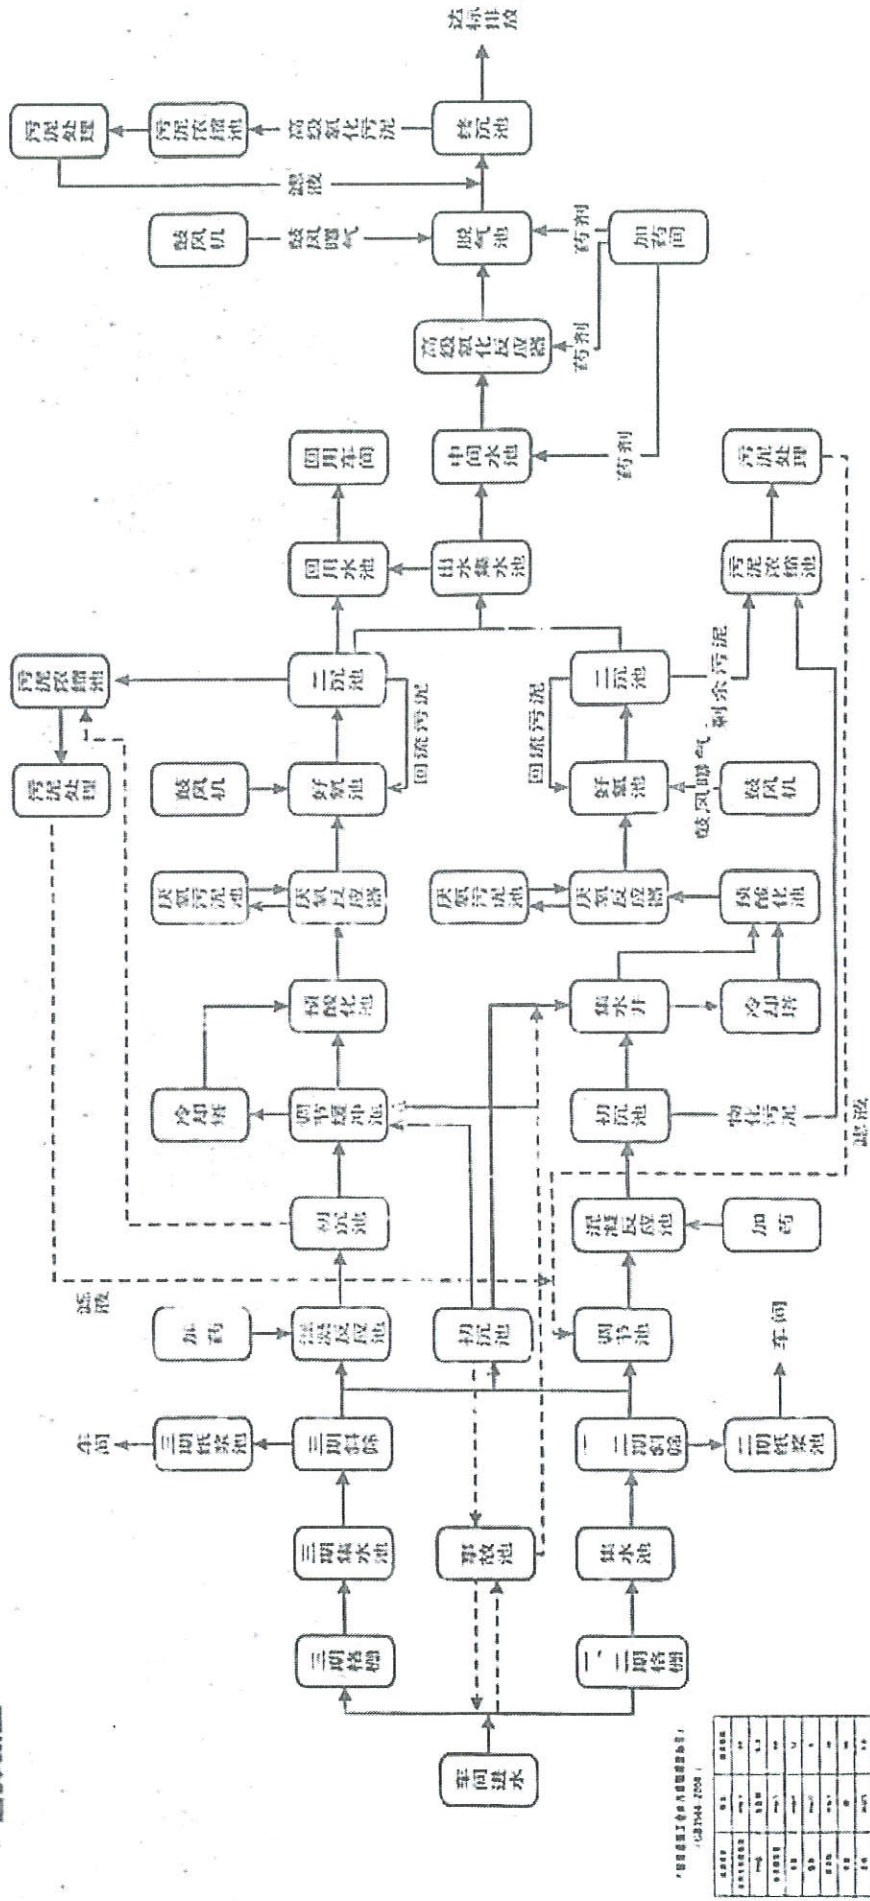 车间进水
三期格栅
三期集水池
三期斜除
三期纸浆池
车间
加药
混凝反应池
初沉池
调节缓冲池
冷却塔
预酸化池
厌氧反应器
厌氧污泥池
好氧池
鼓风机
二沉池
回流污泥
污泥浓缩池
污泥处理
滤液
回用水池
回用车间
事故池
初沉池
一、二期格栅
集水池
一二期斜除
二期纸浆池
车间
调节池
混凝反应池
加药
初沉池
物化污泥
集水井
冷却塔
预酸化池
厌氧反应器
厌氧污泥池
好氧池
鼓风机
鼓风曝气
二沉池
回流污泥
剩余污泥
污泥浓缩池
污泥处理
滤液
出水集水池
中间水池
药剂
高级氧化反应器
药剂
脱气池
药剂
加药间
鼓风机
鼓风曝气
终沉池
高级氧化污泥
污泥浓缩池
污泥处理
滤液
达标排放